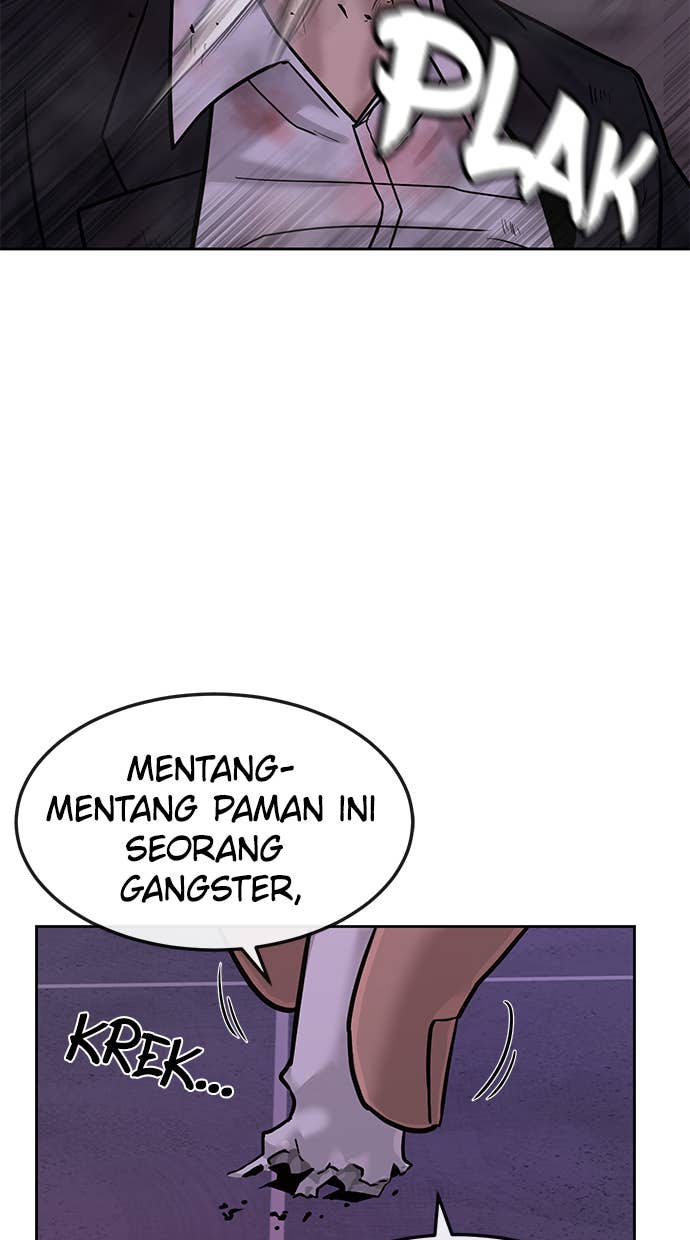 PLAK
MENTANG-
MENTANG PAMAN INI
SEORANG
GANGSTER,
KREK...